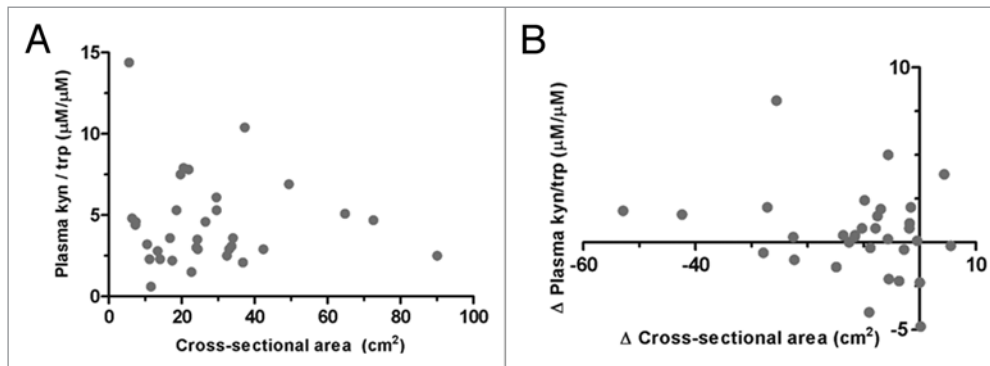 A
Plasma kyn / trp (μM/μM)
15
10
5
0
0 20 40 60 80 100
Cross-sectional area (cm²)
B
Δ Plasma kyn/trp (μM/μM)
10
-60 -40 -20 10
-5
Δ Cross-sectional area (cm²)